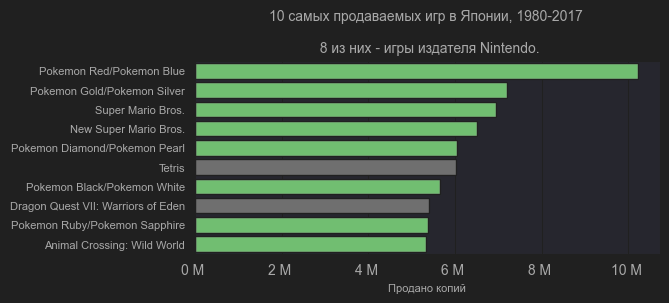 10 самых продаваемых игр в Японии, 1980-2017
8 из них - игры издателя Nintendo.
Pokemon Red/Pokemon Blue
Pokemon Gold/Pokemon Silver
Super Mario Bros.
New Super Mario Bros.
Pokemon Diamond/Pokemon Pearl
Tetris
Pokemon Black/Pokemon White
Dragon Quest VII: Warriors of Eden
Pokemon Ruby/Pokemon Sapphire
Animal Crossing: Wild World
0 M 2 M 4 M 6 M 8 M 10 M
Продано копий